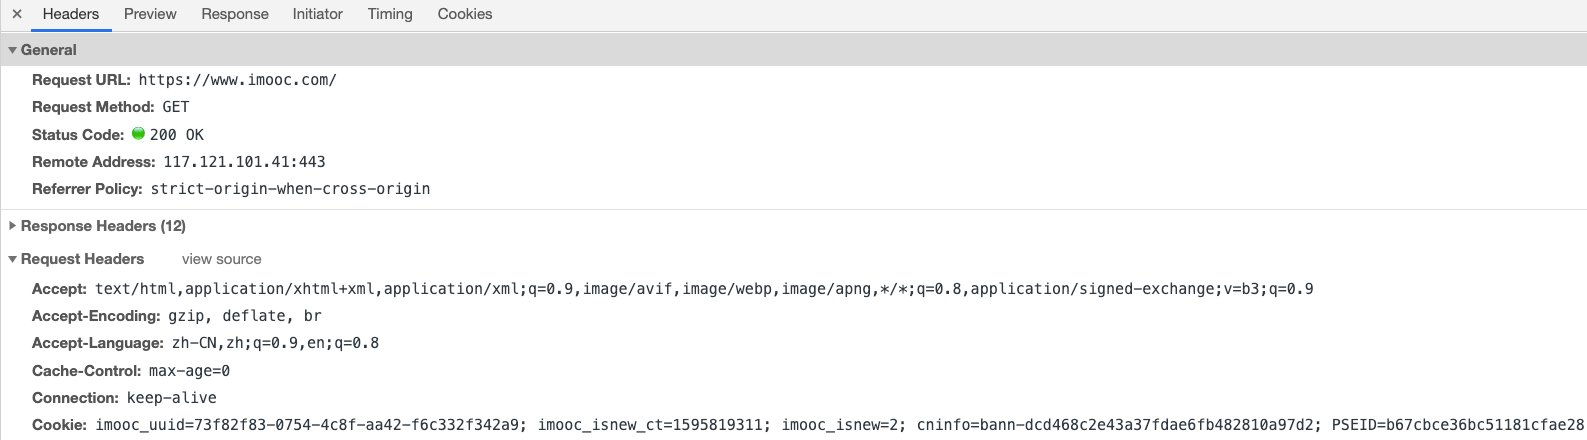 × Headers Preview Response Initiator Timing Cookies
▼ General
Request URL: https://www.imooc.com/
Request Method: GET
Status Code: 200 OK
Remote Address: 117.121.101.41:443
Referrer Policy: strict-origin-when-cross-origin
▶ Response Headers (12)
▼ Request Headers view source
Accept: text/html,application/xhtml+xml,application/xml;q=0.9,image/avif,image/webp,image/apng,*/*;q=0.8,application/signed-exchange;v=b3;q=0.9
Accept-Encoding: gzip, deflate, br
Accept-Language: zh-CN,zh;q=0.9,en;q=0.8
Cache-Control: max-age=0
Connection: keep-alive
Cookie: imooc_uuid=73f82f83-0754-4c8f-aa42-f6c332f342a9; imooc_isnew_ct=1595819311; imooc_isnew=2; cninfo=bann-dcd468c2e43a37fdae6fb482810a97d2; PSEID=b67cbce36bc51181cfae28